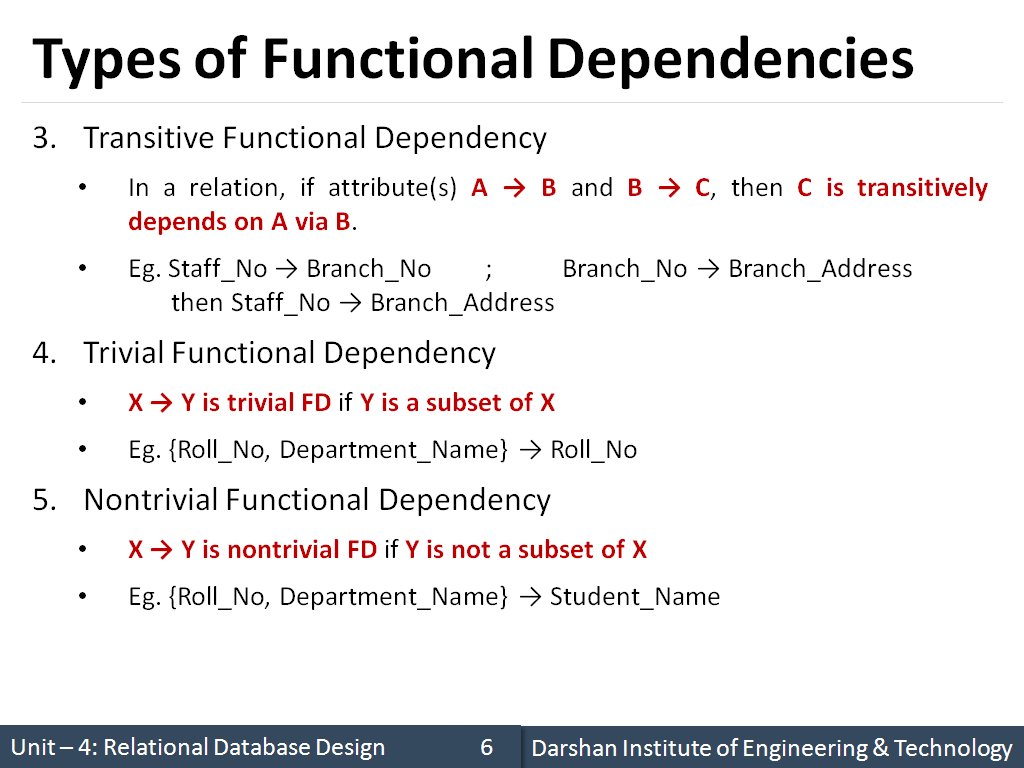 Types of Functional Dependencies
3. Transitive Functional Dependency
• In a relation, if attribute(s) A → B and B → C, then C is transitively
depends on A via B.
• Eg. Staff_No → Branch_No ; Branch_No → Branch_Address
then Staff_No → Branch_Address
4. Trivial Functional Dependency
• X → Y is trivial FD if Y is a subset of X
• Eg. {Roll_No, Department_Name} → Roll_No
5. Nontrivial Functional Dependency
• X → Y is nontrivial FD if Y is not a subset of X
• Eg. {Roll_No, Department_Name} → Student_Name
Unit – 4: Relational Database Design 6 Darshan Institute of Engineering & Technology